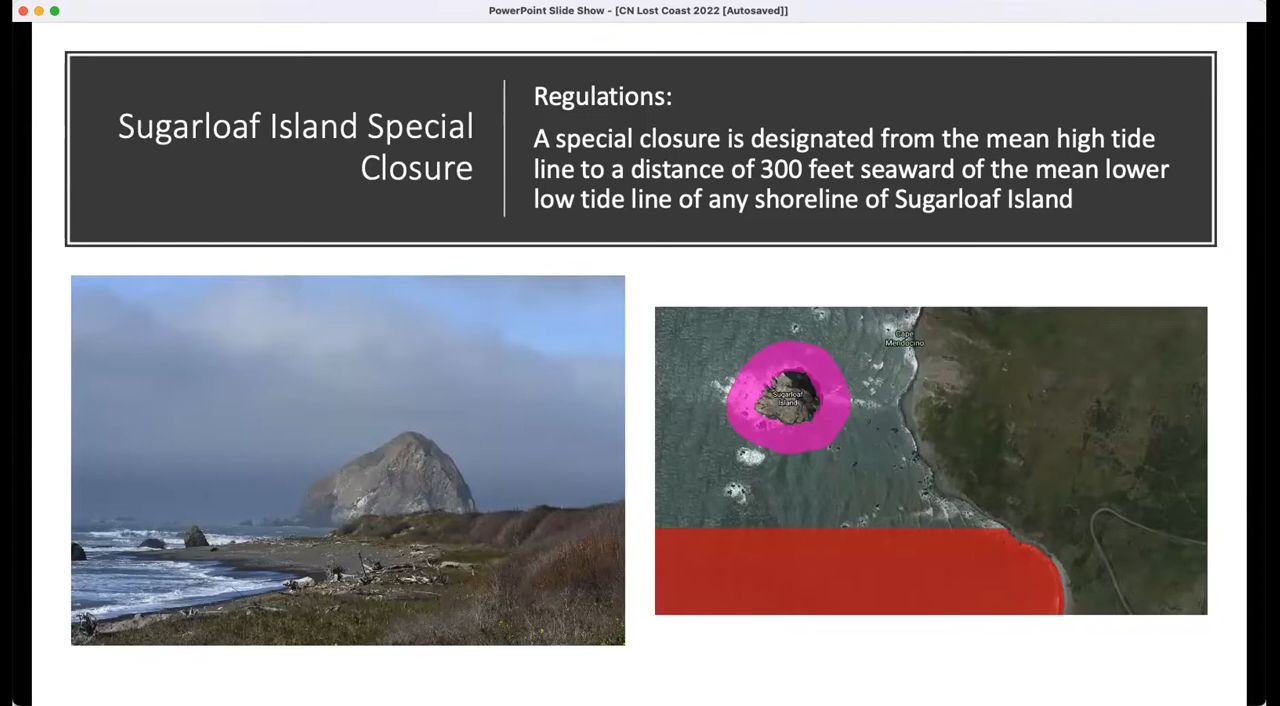 PowerPoint Slide Show - [CN Lost Coast 2022 [Autosaved]]
Sugarloaf Island Special
Closure
Regulations:
A special closure is designated from the mean high tide
line to a distance of 300 feet seaward of the mean lower
low tide line of any shoreline of Sugarloaf Island
Cape
Mendocino
Sugarloaf
Island